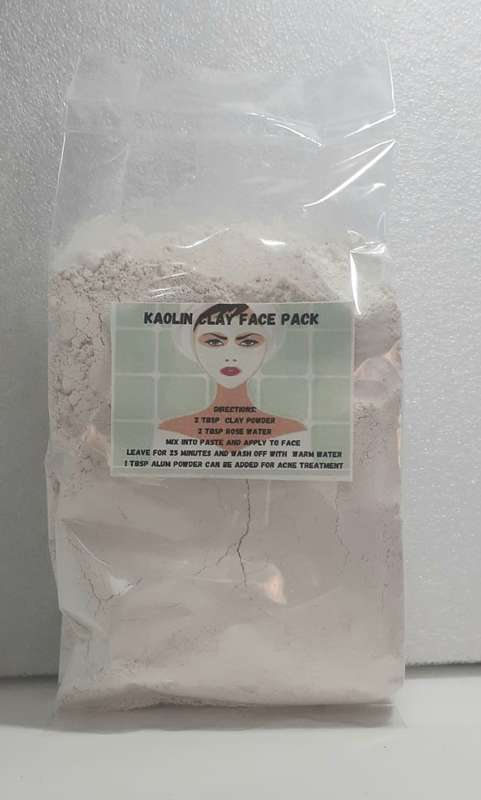 KAOLIN CLAY FACE PACK
DIRECTIONS:
2 TBSP CLAY POWDER
2 TBSP ROSE WATER
MIX INTO PASTE AND APPLY TO FACE
LEAVE FOR 25 MINUTES AND WASH OFF WITH WARM WATER
1 TBSP ALUM POWDER CAN BE ADDED FOR ACNE TREATMENT